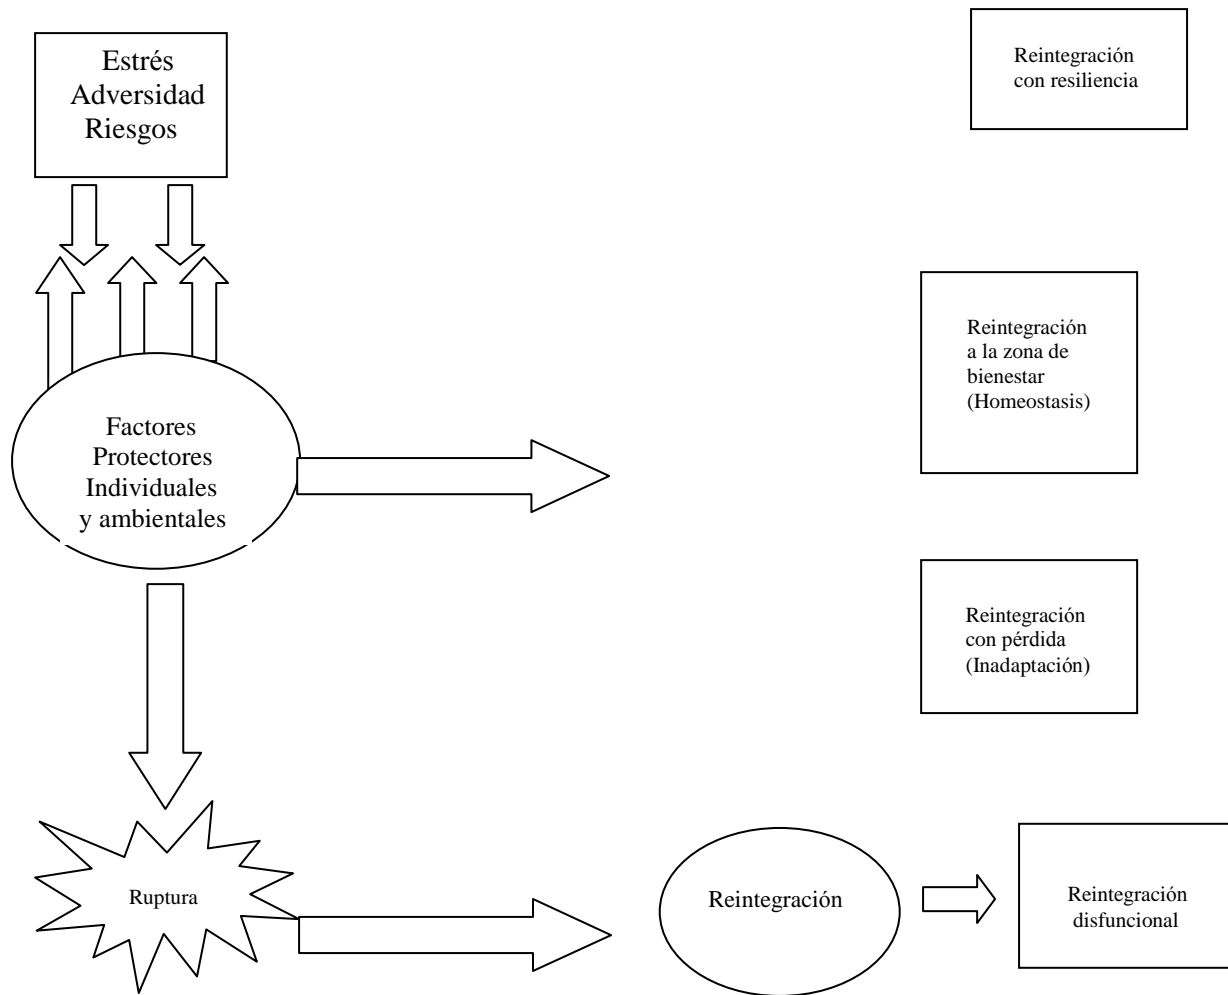 Estrés
Adversidad
Riesgos
Reintegración
con resiliencia
Reintegración
a la zona de
bienestar
(Homeostasis)
Factores
Protectores
Individuales
y ambientales
Reintegración
con pérdida
(Inadaptación)
Ruptura
Reintegración
Reintegración
disfuncional